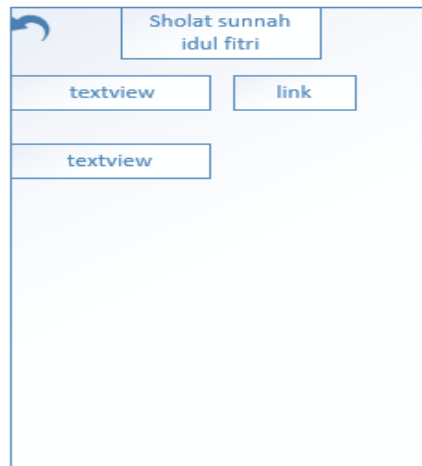 Sholat sunnah
idul fitri
textview
link
textview